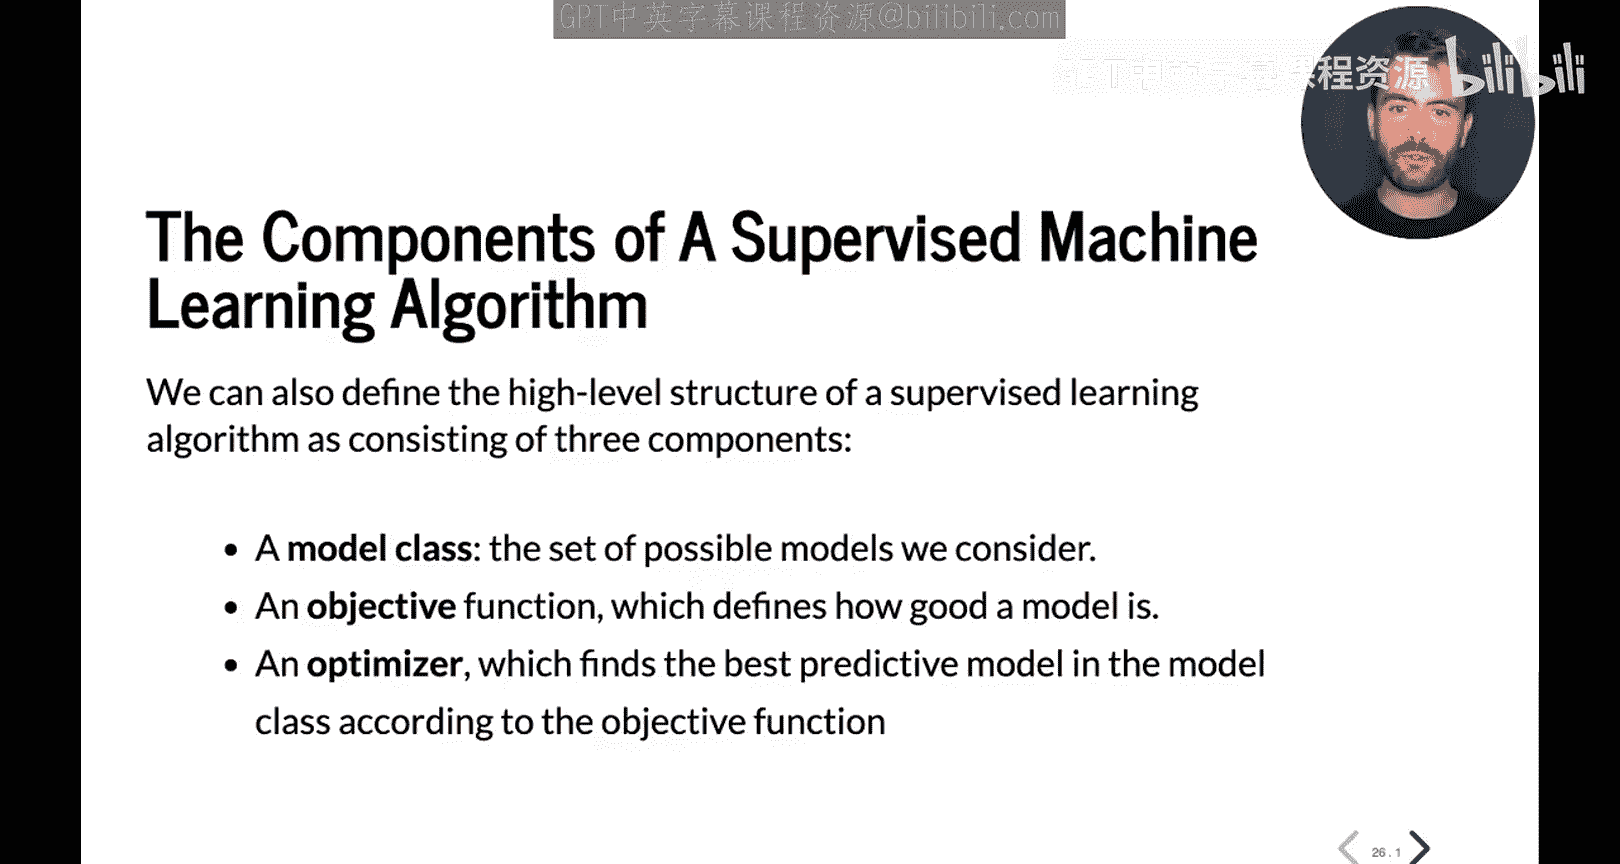 GPT中英字幕课程资源@bilibili.com
课程资源 bilibili
The Components of A Supervised Machine
Learning Algorithm
We can also define the high-level structure of a supervised learning
algorithm as consisting of three components:
• A model class: the set of possible models we consider.
• An objective function, which defines how good a model is.
• An optimizer, which finds the best predictive model in the model
class according to the objective function
26.1